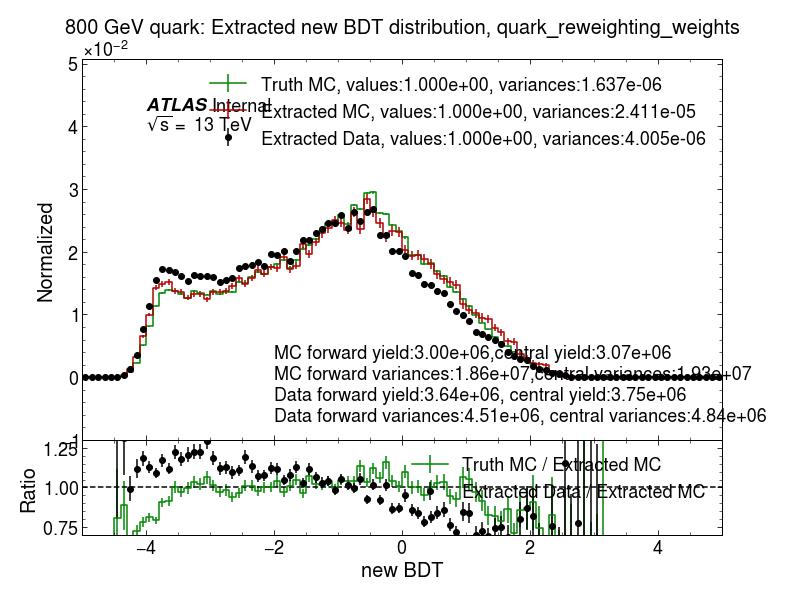 800 GeV quark: Extracted new BDT distribution, quark_reweighting_weights
×10⁻²
Truth MC, values:1.000e+00, variances:1.637e-06
ATLAS Internal
Extracted MC, values:1.000e+00, variances:2.411e-05
√s = 13 TeV
Extracted Data, values:1.000e+00, variances:4.005e-06
5
4
3
2
1
0
−1
Normalized
MC forward yield:3.00e+06,central yield:3.07e+06
MC forward variances:1.86e+07,central variances:1.93e+07
Data forward yield:3.64e+06, central yield:3.75e+06
Data forward variances:4.51e+06, central variances:4.84e+06
1.25
1.00
0.75
Ratio
Truth MC / Extracted MC
Extracted Data / Extracted MC
−4 −2 0 2 4
new BDT